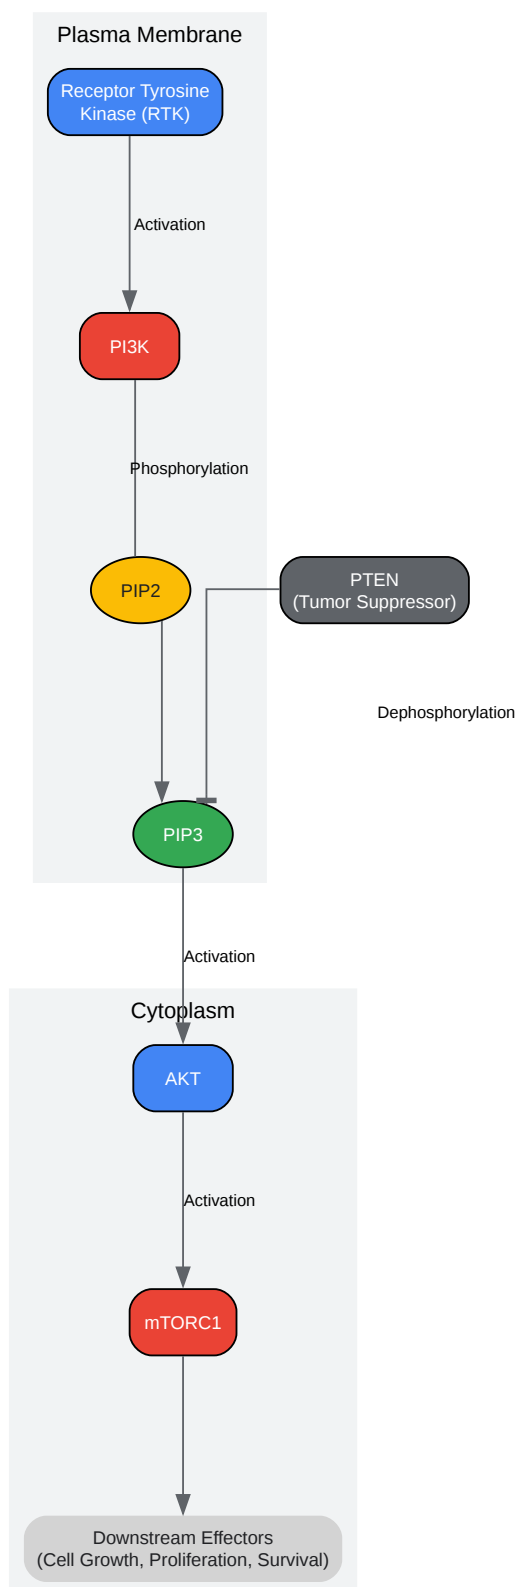 Plasma Membrane
Receptor Tyrosine
Kinase (RTK)
Activation
PI3K
Phosphorylation
PIP2
PTEN
(Tumor Suppressor)
Dephosphorylation
PIP3
Activation
Cytoplasm
AKT
Activation
mTORC1
Downstream Effectors
(Cell Growth, Proliferation, Survival)